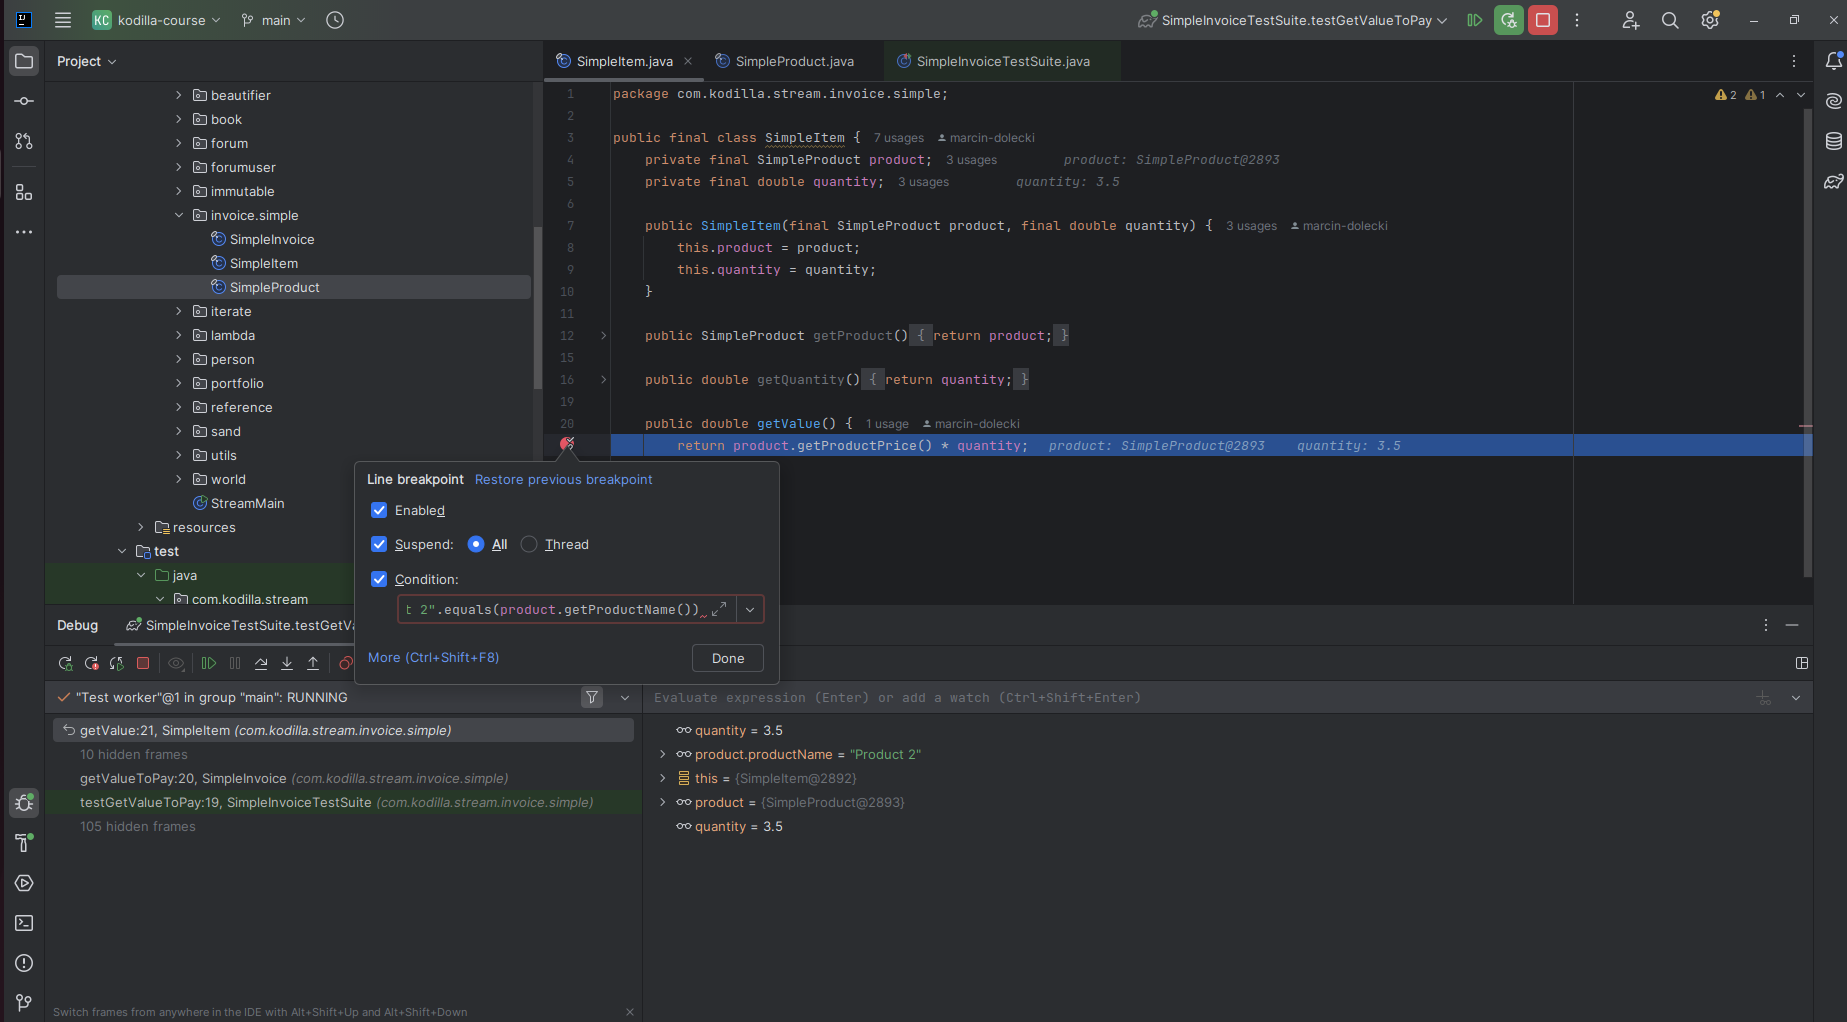 KC kodilla-course main SimpleInvoiceTestSuite.testGetValueToPay
Project
SimpleItem.java SimpleProduct.java SimpleInvoiceTestSuite.java
beautifier
book
forum
forumuser
immutable
invoice.simple
SimpleInvoice
SimpleItem
SimpleProduct
iterate
lambda
person
portfolio
reference
sand
utils
world
StreamMain
resources
test
java
com.kodilla.stream
2 1
1 package com.kodilla.stream.invoice.simple;
2
3 public final class SimpleItem { 7 usages marcin-dolecki
4 private final SimpleProduct product; 3 usages product: SimpleProduct@2893
5 private final double quantity; 3 usages quantity: 3.5
6
7 public SimpleItem(final SimpleProduct product, final double quantity) { 3 usages marcin-dolecki
8 this.product = product;
9 this.quantity = quantity;
10 }
11
12 public SimpleProduct getProduct() { return product; }
15
16 public double getQuantity() { return quantity; }
19
20 public double getValue() { 1 usage marcin-dolecki
return product.getProductPrice() * quantity; product: SimpleProduct@2893 quantity: 3.5
Line breakpoint Restore previous breakpoint
Enabled
Suspend: All Thread
Condition:
t 2".equals(product.getProductName())
More (Ctrl+Shift+F8) Done
Debug SimpleInvoiceTestSuite.testGetVa
"Test worker"@1 in group "main": RUNNING
getValue:21, SimpleItem (com.kodilla.stream.invoice.simple)
10 hidden frames
getValueToPay:20, SimpleInvoice (com.kodilla.stream.invoice.simple)
testGetValueToPay:19, SimpleInvoiceTestSuite (com.kodilla.stream.invoice.simple)
105 hidden frames
Evaluate expression (Enter) or add a watch (Ctrl+Shift+Enter)
quantity = 3.5
product.productName = "Product 2"
this = {SimpleItem@2892}
product = {SimpleProduct@2893}
quantity = 3.5
Switch frames from anywhere in the IDE with Alt+Shift+Up and Alt+Shift+Down